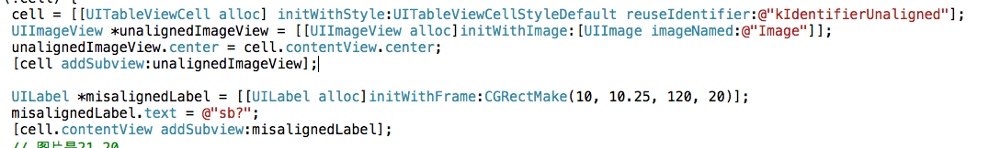 (!cell) {
cell = [[UITableViewCell alloc] initWithStyle:UITableViewCellStyleDefault reuseIdentifier:@"kIdentifierUnaligned"];
UIImageView *unalignedImageView = [[UIImageView alloc]initWithImage:[UIImage imageNamed:@"Image"]];
unalignedImageView.center = cell.contentView.center;
[cell addSubview:unalignedImageView];
UILabel *misalignedLabel = [[UILabel alloc]initWithFrame:CGRectMake(10, 10.25, 120, 20)];
misalignedLabel.text = @"sb?";
[cell.contentView addSubview:misalignedLabel];
// 图片是21 20